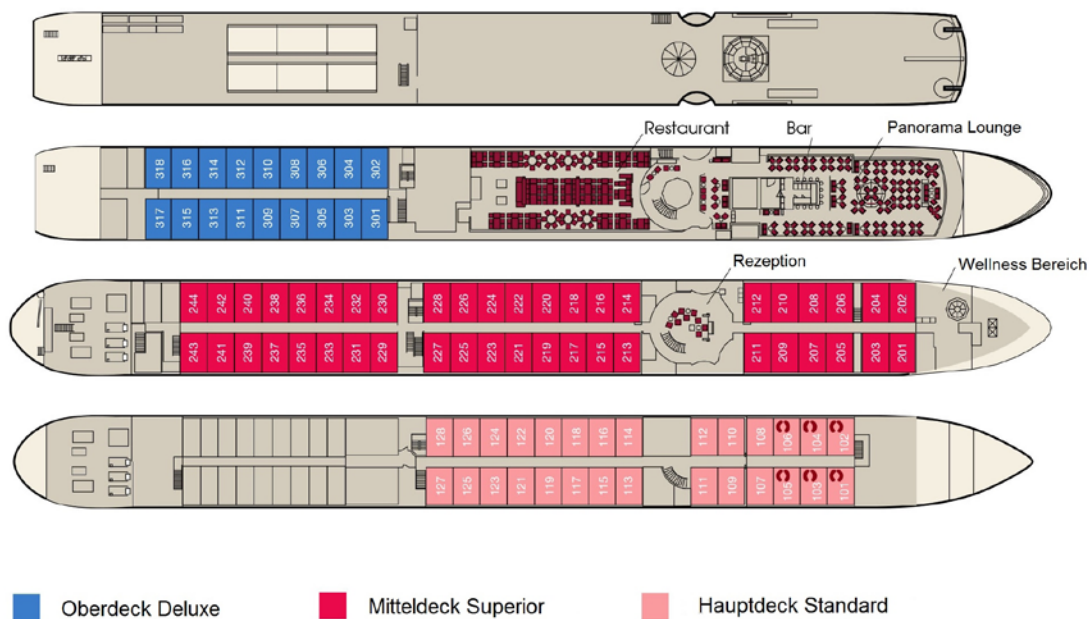 Restaurant
Bar
Panorama Lounge
318 316 314 312 310 308 306 304 302
317 315 313 311 309 307 305 303 301
Rezeption
Wellness Bereich
244 242 240 238 236 234 232 230 228 226 224 222 220 218 216 214 212 210 208 206 204 202
243 241 239 237 235 233 231 229 227 225 223 221 219 217 215 213 211 209 207 205 203 201
128 126 124 122 120 118 116 114 112 110 108 106 104 102
127 125 123 121 119 117 115 113 111 109 107 105 103 101
Oberdeck Deluxe
Mitteldeck Superior
Hauptdeck Standard